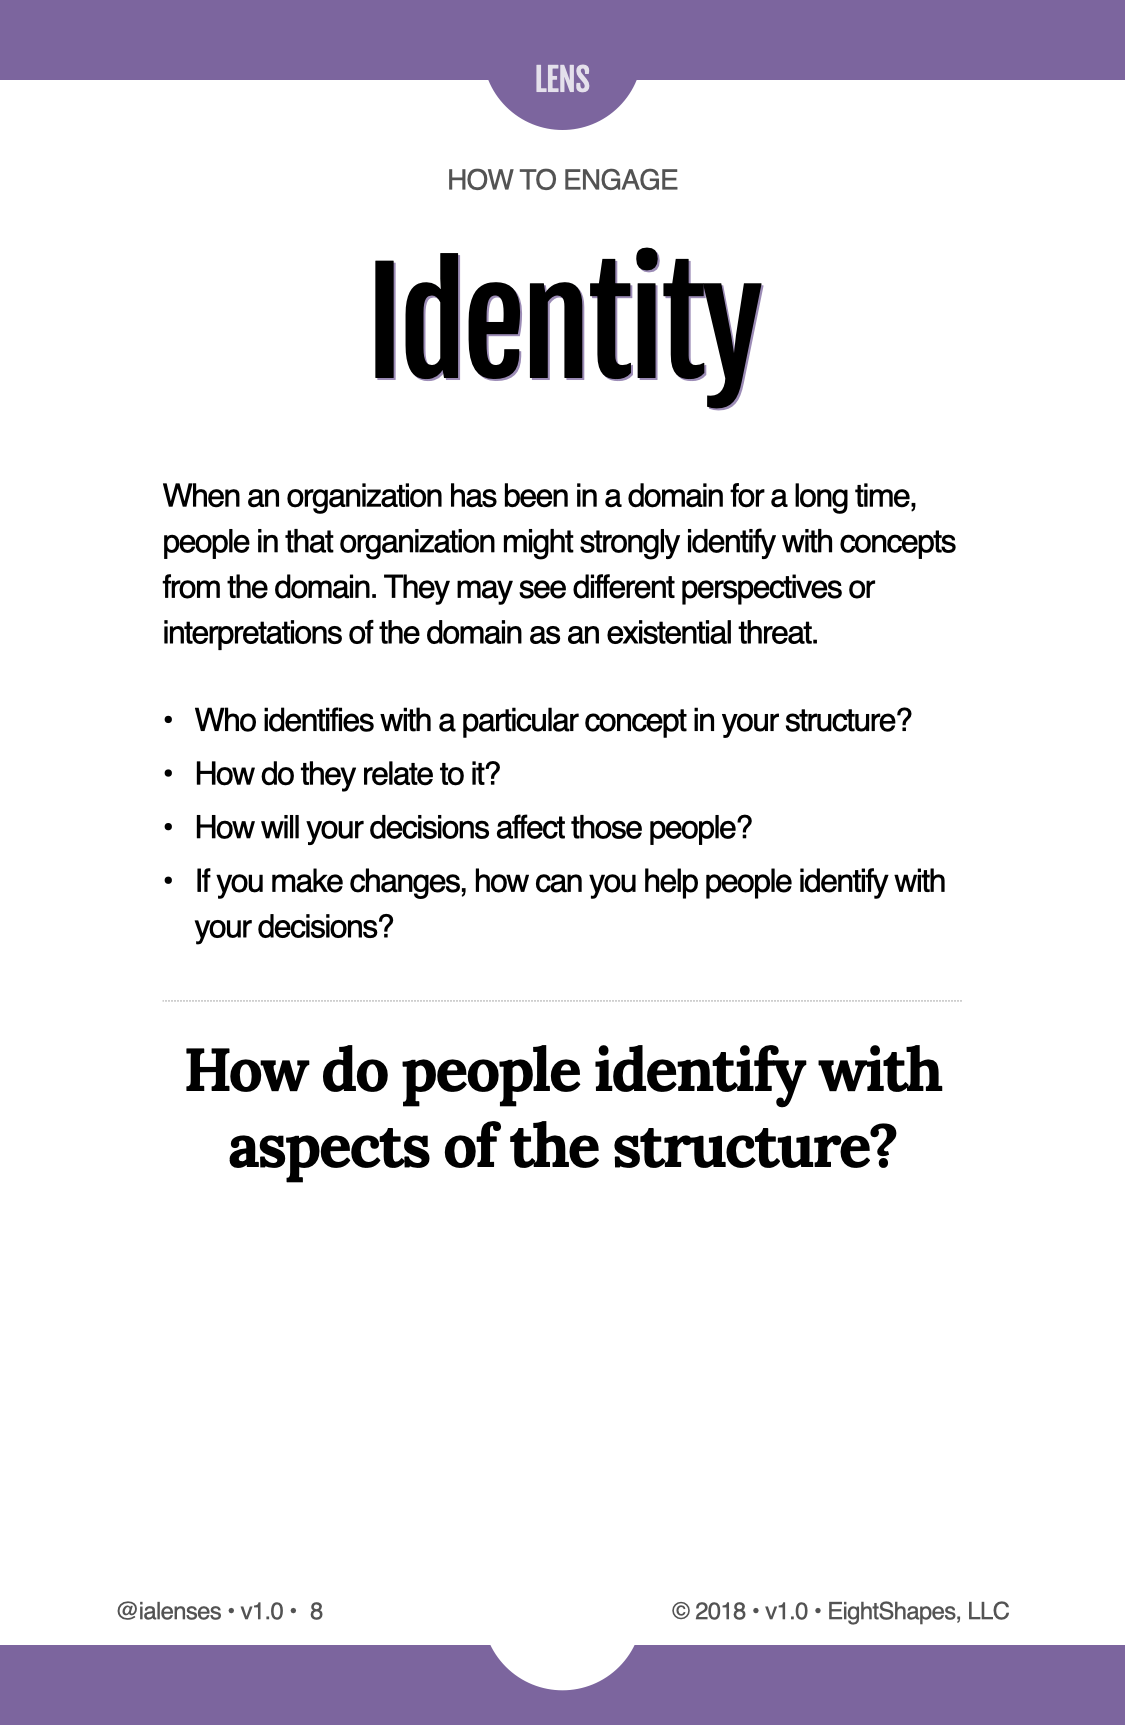 LENS
HOW TO ENGAGE
Identity
When an organization has been in a domain for a long time,
people in that organization might strongly identify with concepts
from the domain. They may see different perspectives or
interpretations of the domain as an existential threat.
• Who identifies with a particular concept in your structure?
• How do they relate to it?
• How will your decisions affect those people?
• If you make changes, how can you help people identify with
your decisions?
How do people identify with
aspects of the structure?
@ialenses • v1.0 • 8
© 2018 • v1.0 • EightShapes, LLC